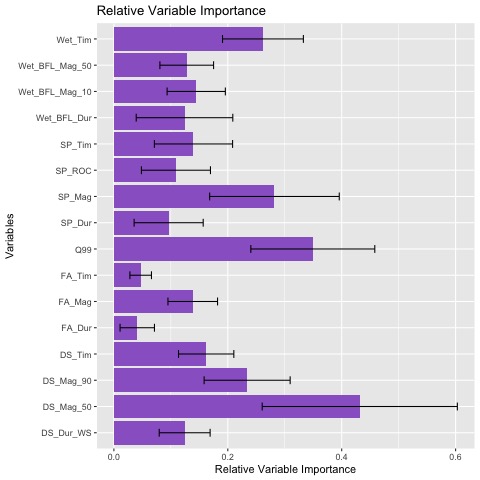 Relative Variable Importance
Variables
Wet_Tim
Wet_BFL_Mag_50
Wet_BFL_Mag_10
Wet_BFL_Dur
SP_Tim
SP_ROC
SP_Mag
SP_Dur
Q99
FA_Tim
FA_Mag
FA_Dur
DS_Tim
DS_Mag_90
DS_Mag_50
DS_Dur_WS
0.0 0.2 0.4 0.6
Relative Variable Importance